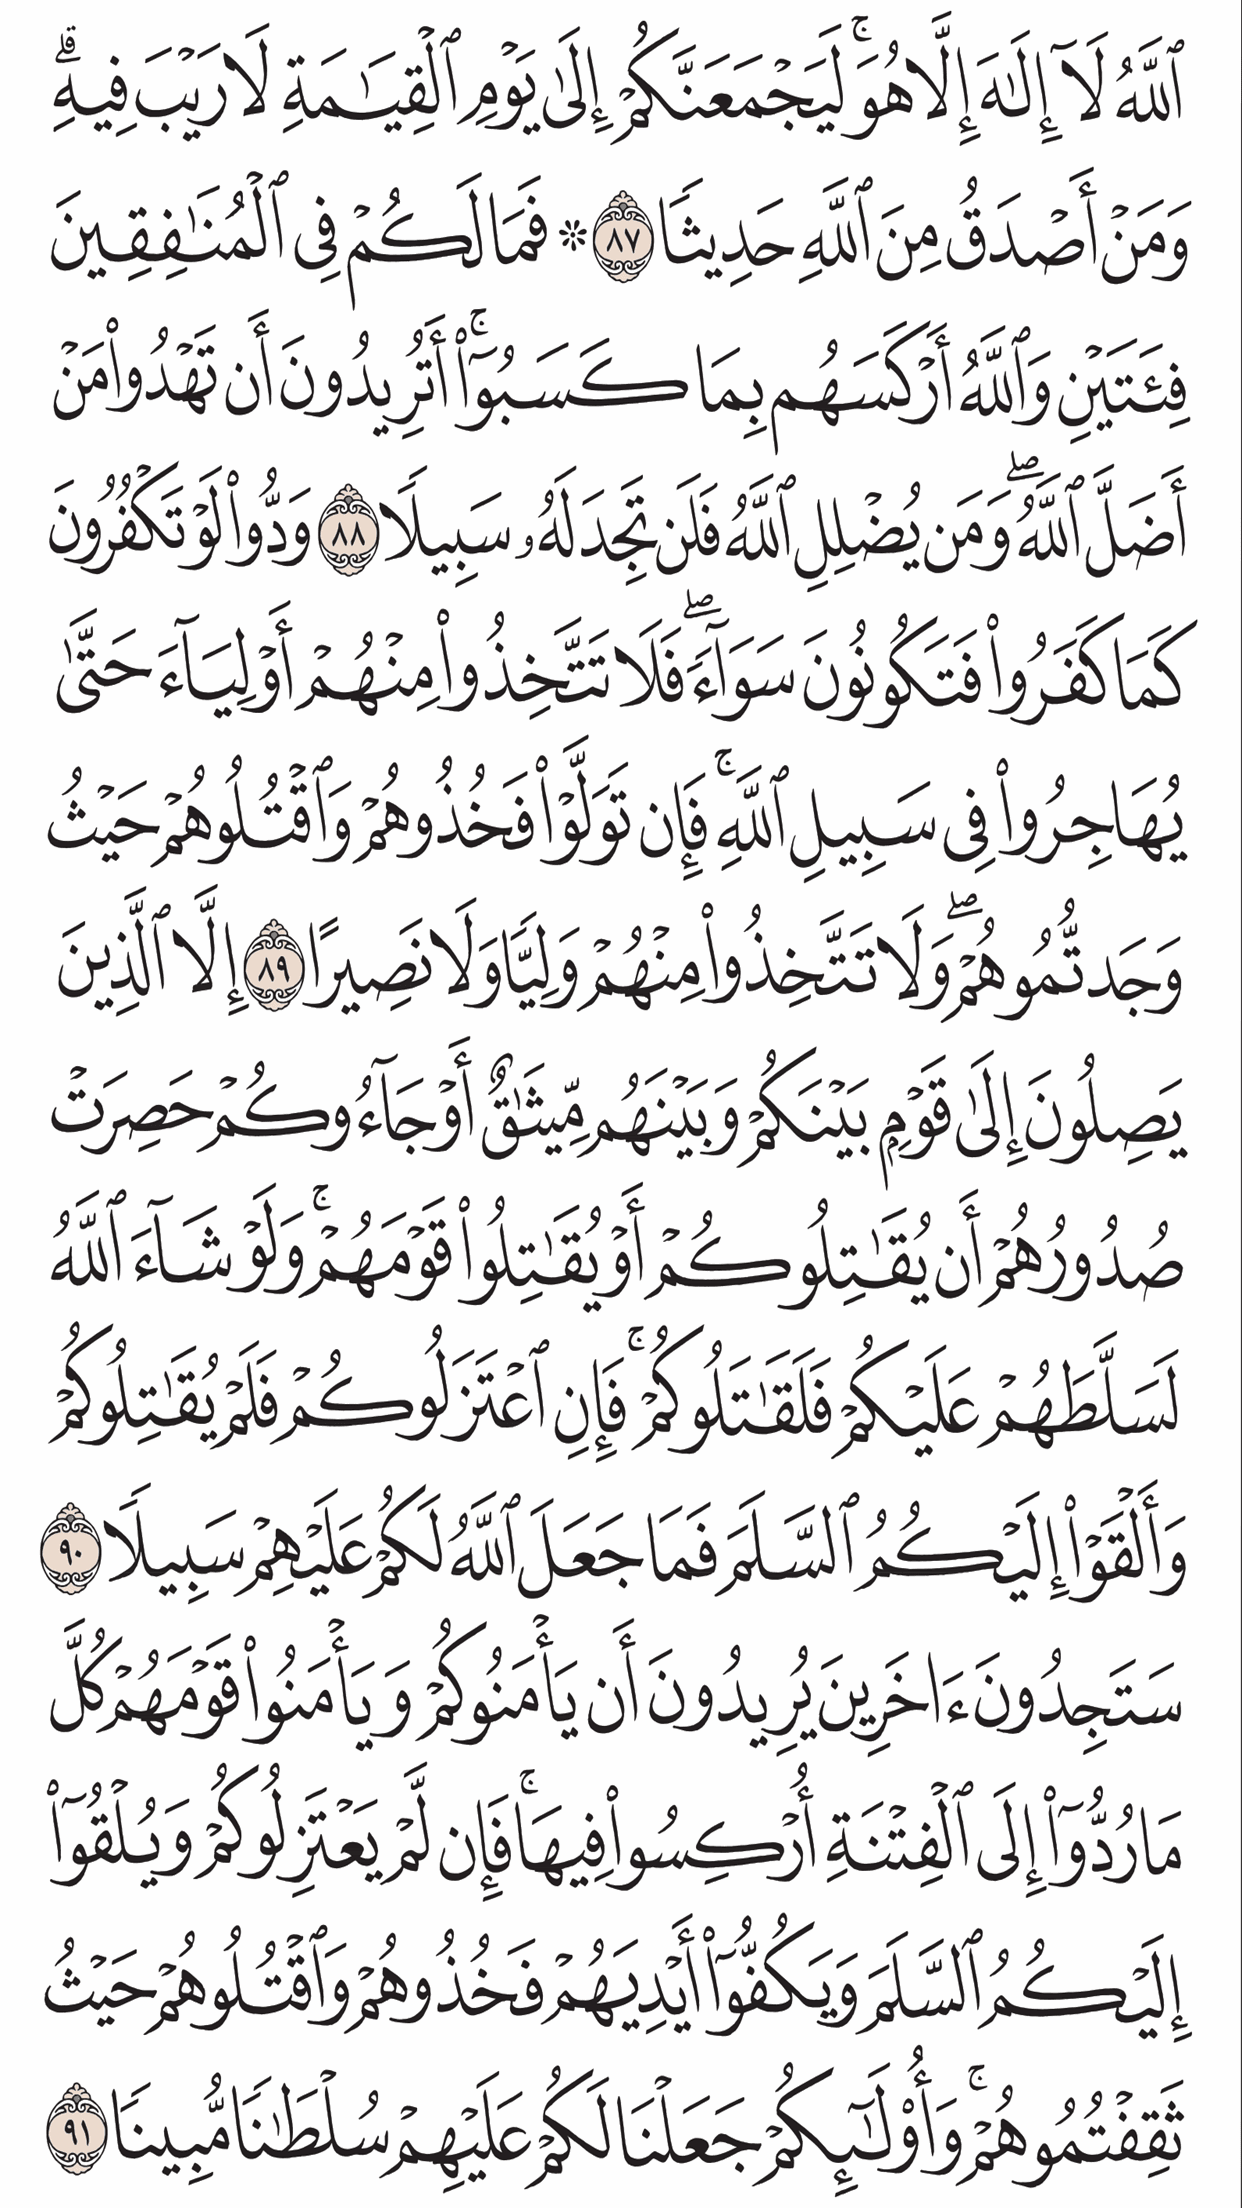 ٱللَّهُ لَآ إِلَٰهَ إِلَّا هُوَۚ لَيَجۡمَعَنَّكُمۡ إِلَىٰ يَوۡمِ ٱلۡقِيَٰمَةِ لَا رَيۡبَ فِيهِۗ
وَمَنۡ أَصۡدَقُ مِنَ ٱللَّهِ حَدِيثٗا ٨٧ ۞ فَمَا لَكُمۡ فِي ٱلۡمُنَٰفِقِينَ
فِئَتَيۡنِ وَٱللَّهُ أَرۡكَسَهُم بِمَا كَسَبُوٓاْۚ أَتُرِيدُونَ أَن تَهۡدُواْ مَنۡ
أَضَلَّ ٱللَّهُۖ وَمَن يُضۡلِلِ ٱللَّهُ فَلَن تَجِدَ لَهُۥ سَبِيلٗا ٨٨ وَدُّواْ لَوۡ تَكۡفُرُونَ
كَمَا كَفَرُواْ فَتَكُونُونَ سَوَآءٗۖ فَلَا تَتَّخِذُواْ مِنۡهُمۡ أَوۡلِيَآءَ حَتَّىٰ
يُهَاجِرُواْ فِي سَبِيلِ ٱللَّهِۚ فَإِن تَوَلَّوۡاْ فَخُذُوهُمۡ وَٱقۡتُلُوهُمۡ حَيۡثُ
وَجَدتُّمُوهُمۡۖ وَلَا تَتَّخِذُواْ مِنۡهُمۡ وَلِيّٗا وَلَا نَصِيرًا ٨٩ إِلَّا ٱلَّذِينَ
يَصِلُونَ إِلَىٰ قَوۡمِۭ بَيۡنَكُمۡ وَبَيۡنَهُم مِّيثَٰقٌ أَوۡ جَآءُوكُمۡ حَصِرَتۡ
صُدُورُهُمۡ أَن يُقَٰتِلُوكُمۡ أَوۡ يُقَٰتِلُواْ قَوۡمَهُمۡۚ وَلَوۡ شَآءَ ٱللَّهُ
لَسَلَّطَهُمۡ عَلَيۡكُمۡ فَلَقَٰتَلُوكُمۡۚ فَإِنِ ٱعۡتَزَلُوكُمۡ فَلَمۡ يُقَٰتِلُوكُمۡ
وَأَلۡقَوۡاْ إِلَيۡكُمُ ٱلسَّلَمَ فَمَا جَعَلَ ٱللَّهُ لَكُمۡ عَلَيۡهِمۡ سَبِيلٗا ٩٠
سَتَجِدُونَ ءَاخَرِينَ يُرِيدُونَ أَن يَأۡمَنُوكُمۡ وَيَأۡمَنُواْ قَوۡمَهُمۡ كُلَّ
مَا رُدُّوٓاْ إِلَى ٱلۡفِتۡنَةِ أُرۡكِسُواْ فِيهَاۚ فَإِن لَّمۡ يَعۡتَزِلُوكُمۡ وَيُلۡقُوٓاْ
إِلَيۡكُمُ ٱلسَّلَمَ وَيَكُفُّوٓاْ أَيۡدِيَهُمۡ فَخُذُوهُمۡ وَٱقۡتُلُوهُمۡ حَيۡثُ
ثَقِفۡتُمُوهُمۡۚ وَأُوْلَٰٓئِكُمۡ جَعَلۡنَا لَكُمۡ عَلَيۡهِمۡ سُلۡطَٰنٗا مُّبِينٗا ٩١